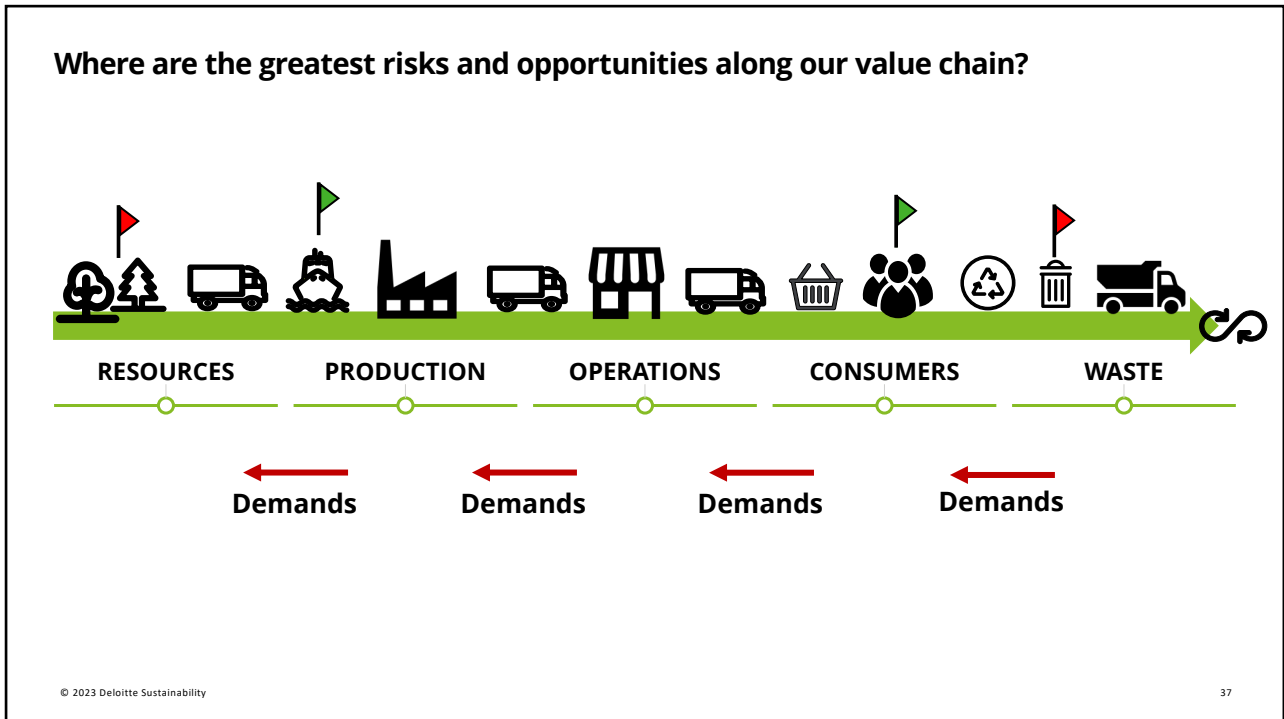 Where are the greatest risks and opportunities along our value chain?
RESOURCES
PRODUCTION
OPERATIONS
CONSUMERS
WASTE
Demands
Demands
Demands
Demands
© 2023 Deloitte Sustainability
37